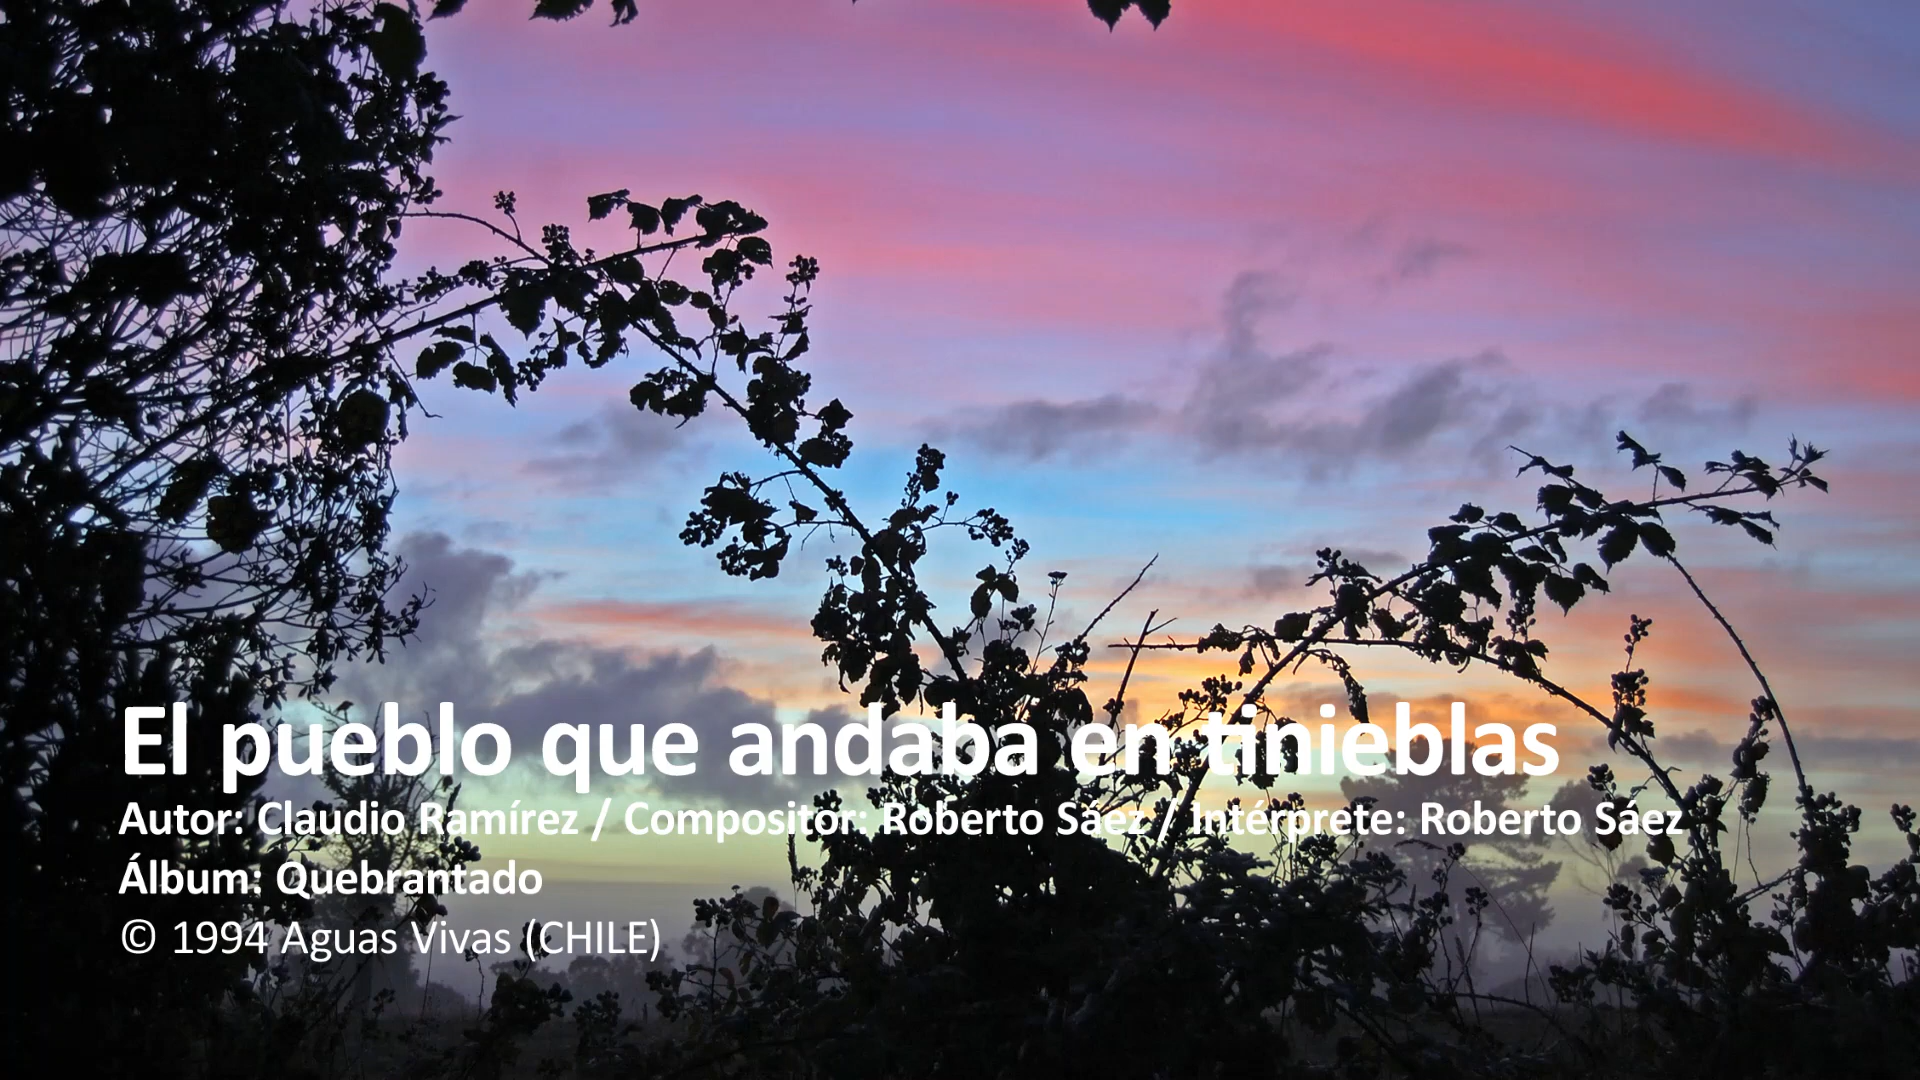 El pueblo que andaba en tinieblas
Autor: Claudio Ramírez / Compositor: Roberto Sáez / Intérprete: Roberto Sáez
Álbum: Quebrantado
© 1994 Aguas Vivas (CHILE)